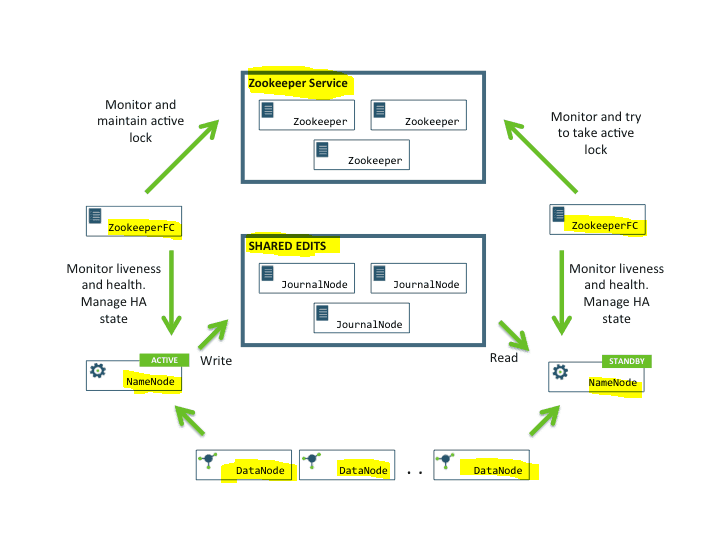 Zookeeper Service
Zookeeper
Zookeeper
Zookeeper
Monitor and
maintain active
lock
Monitor and try
to take active
lock
ZookeeperFC
ZookeeperFC
SHARED EDITS
JournalNode
JournalNode
JournalNode
Monitor liveness
and health.
Manage HA
state
Monitor liveness
and health.
Manage HA
state
Write
Read
ACTIVE
NameNode
STANDBY
NameNode
DataNode
DataNode
. .
DataNode